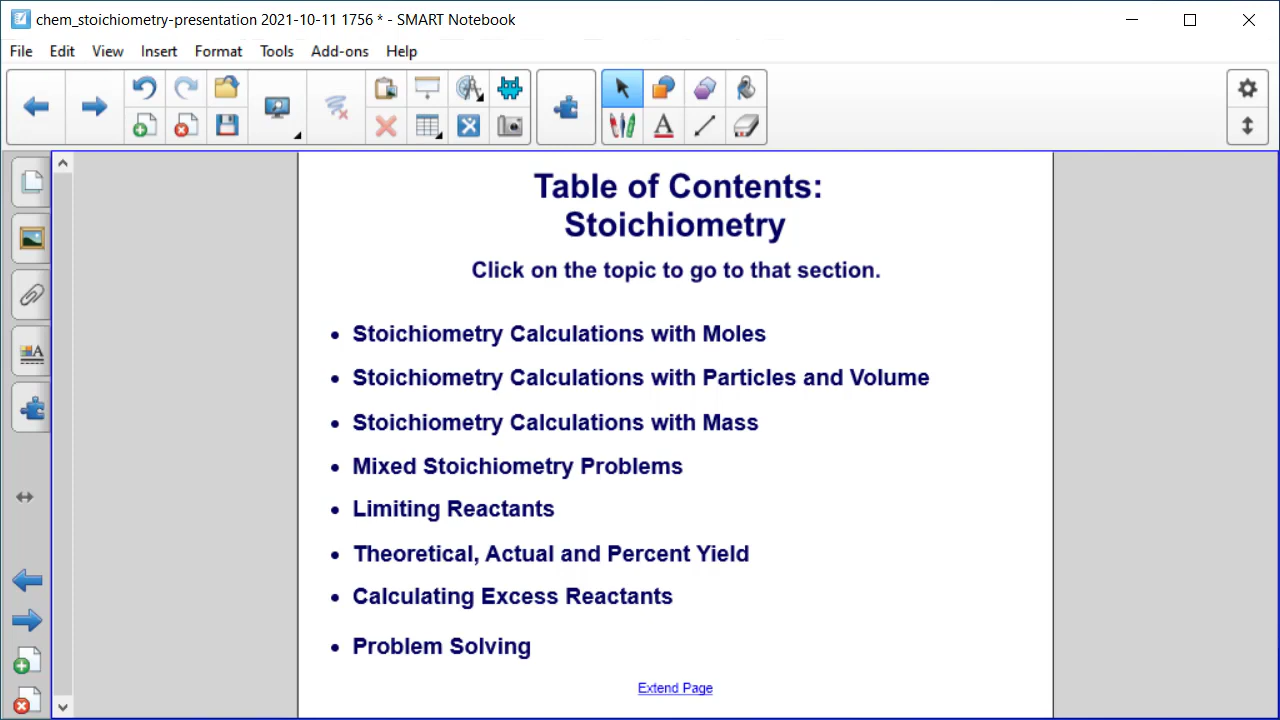 chem_stoichiometry-presentation 2021-10-11 1756 * - SMART Notebook
File Edit View Insert Format Tools Add-ons Help
Table of Contents:
Stoichiometry
Click on the topic to go to that section.
• Stoichiometry Calculations with Moles
• Stoichiometry Calculations with Particles and Volume
• Stoichiometry Calculations with Mass
• Mixed Stoichiometry Problems
• Limiting Reactants
• Theoretical, Actual and Percent Yield
• Calculating Excess Reactants
• Problem Solving
Extend Page